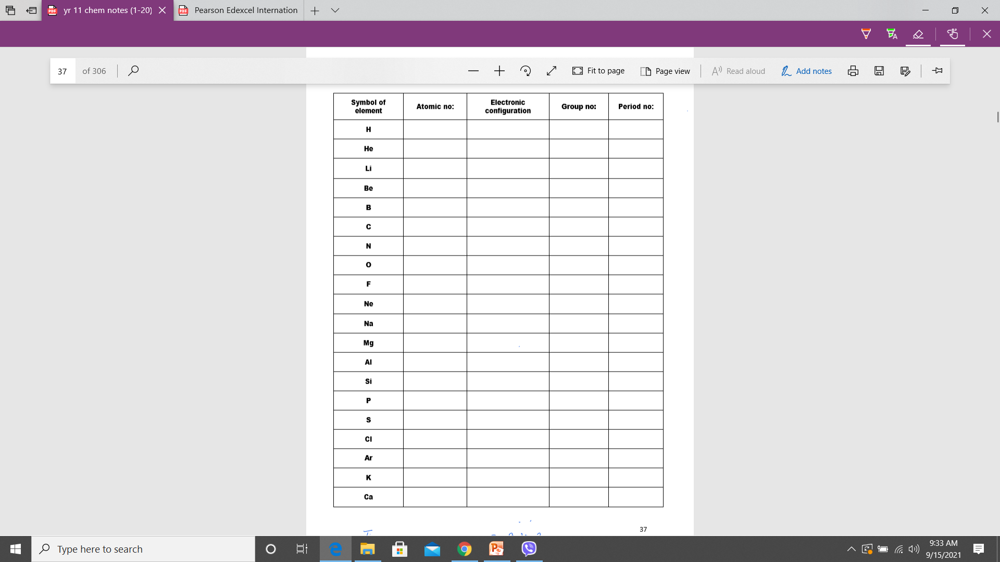 yr 11 chem notes (1-20)
Pearson Edexcel Internation
37 of 306
Fit to page
Page view
Read aloud
Add notes
Symbol of element Atomic no: Electronic configuration Group no: Period no:
H
He
Li
Be
B
C
N
O
F
Ne
Na
Mg
Al
Si
P
S
Cl
Ar
K
Ca
37
Type here to search
9:33 AM
9/15/2021